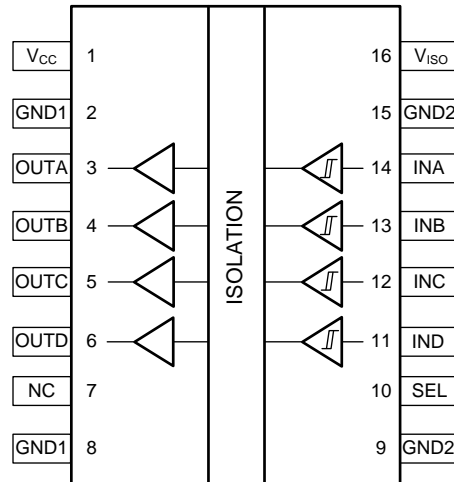 VCC 1 16 VISO
GND1 2 15 GND2
OUTA 3 14 INA
OUTB 4 13 INB
OUTC 5 12 INC
OUTD 6 11 IND
NC 7 10 SEL
GND1 8 9 GND2
ISOLATION